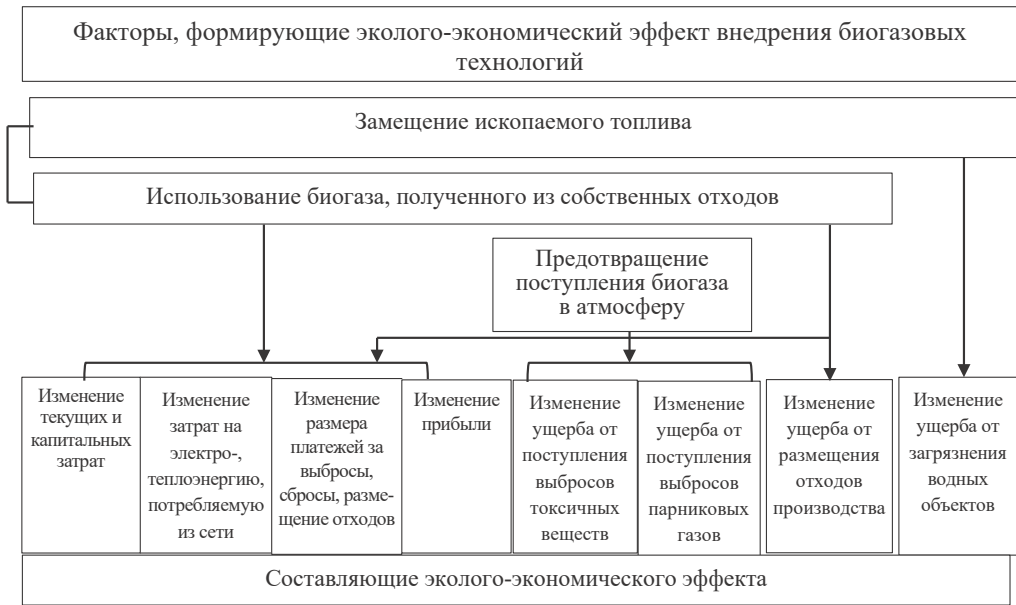 Факторы, формирующие эколого-экономический эффект внедрения биогазовых
технологий
Замещение ископаемого топлива
Использование биогаза, полученного из собственных отходов
Предотвращение
поступления биогаза
в атмосферу
Изменение
текущих и
капитальных
затрат
Изменение
затрат на
электро-,
теплоэнергию,
потребляемую
из сети
Изменение
размера
платежей за
выбросы,
сбросы, разме-
щение отходов
Изменение
прибыли
Изменение
ущерба от
поступления
выбросов
токсичных
веществ
Изменение
ущерба от
поступления
выбросов
парниковых
газов
Изменение
ущерба от
размещения
отходов
производства
Изменение
ущерба от
загрязнения
водных
объектов
Составляющие эколого-экономического эффекта